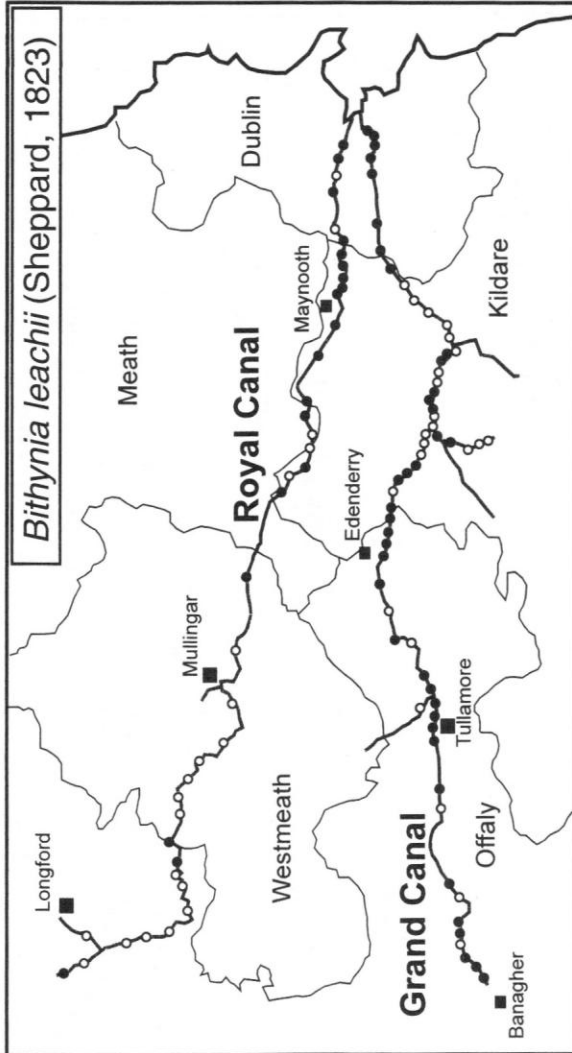 Bithynia leachii (Sheppard, 1823)
Longford
Mullingar
Meath
Dublin
Royal Canal
Maynooth
Westmeath
Edenderry
Kildare
Grand Canal
Tullamore
Offaly
Banagher